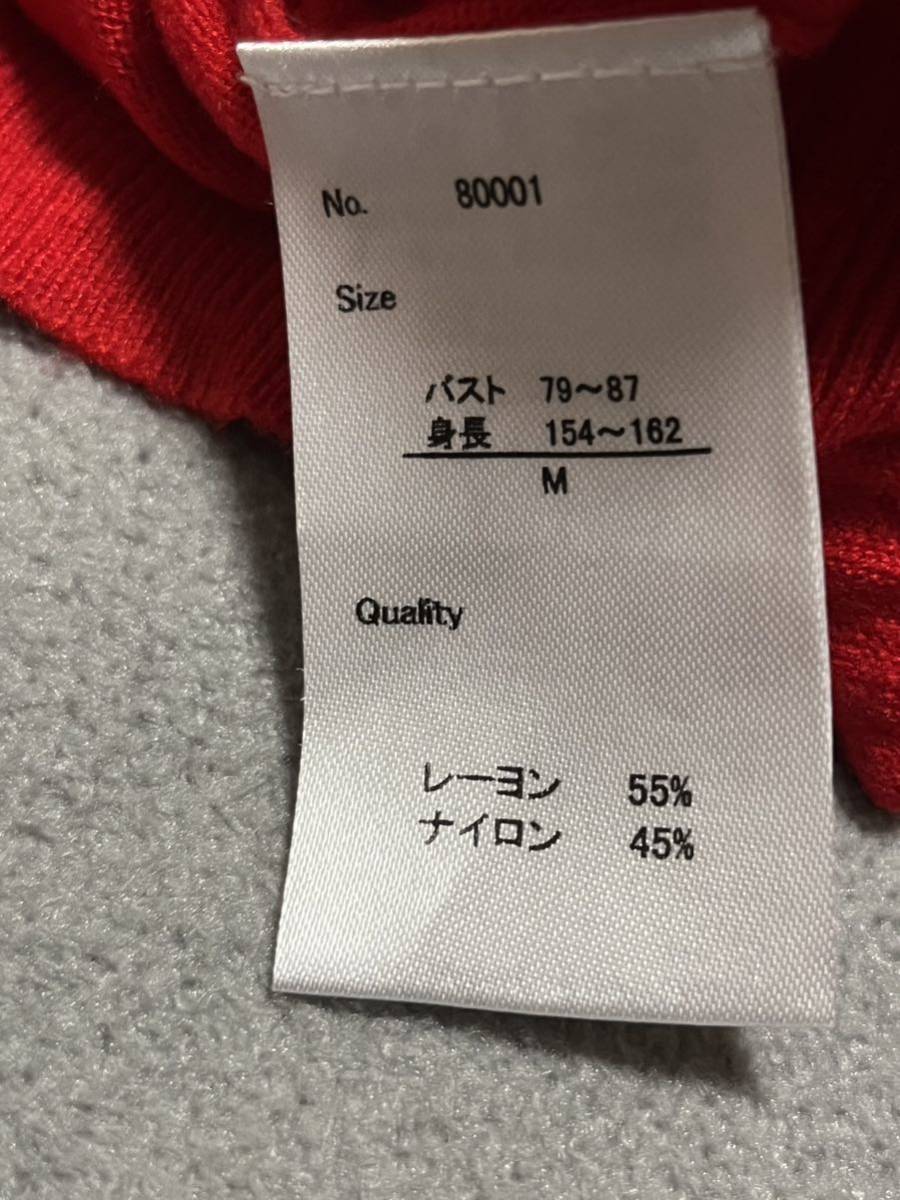 No. 80001
Size
バスト 79～87
身長 154～162
M
Quality
レーヨン 55%
ナイロン 45%